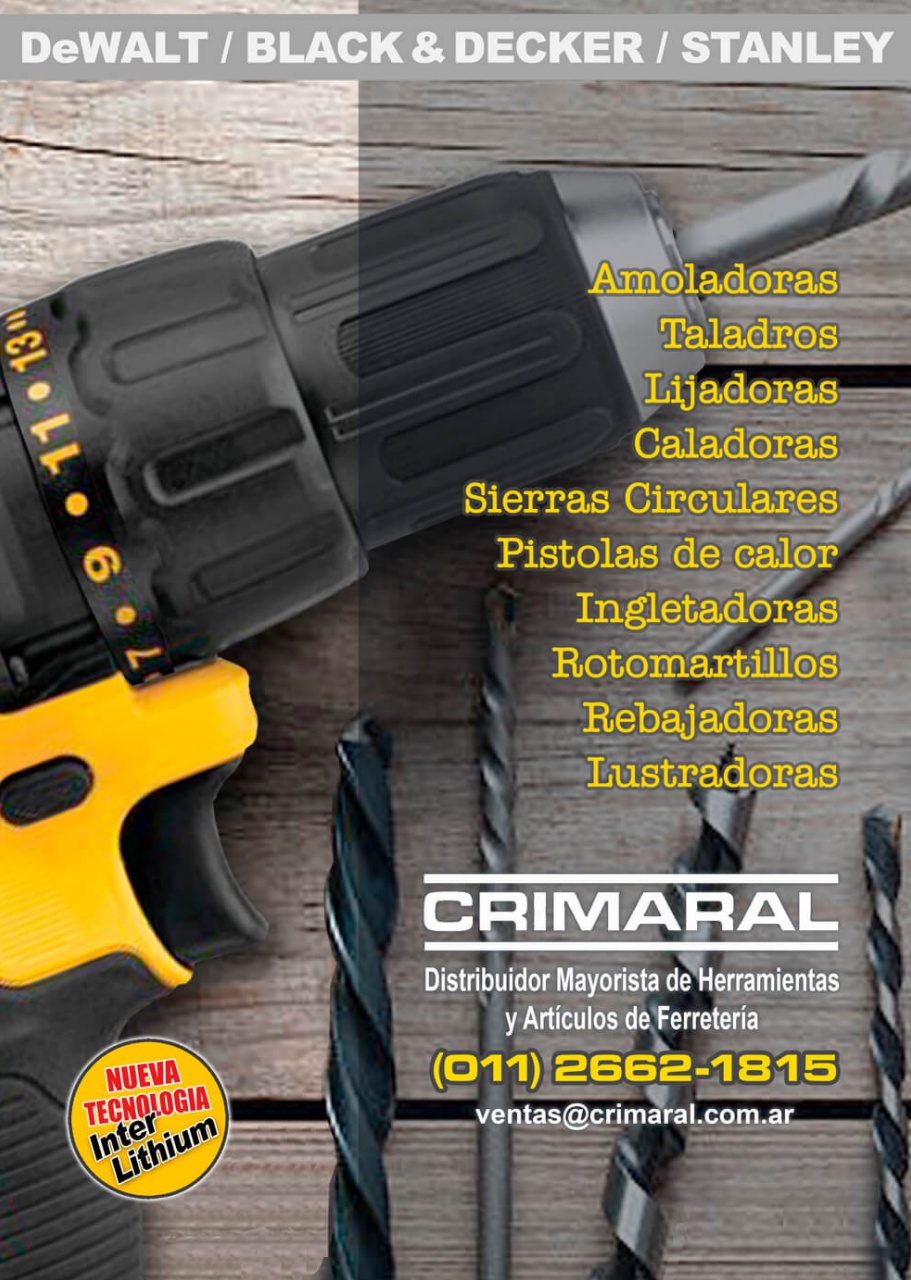 DeWALT / BLACK & DECKER / STANLEY
13"
11
9
7
Amoladoras
Taladros
Lijadoras
Caladoras
Sierras Circulares
Pistolas de calor
Ingletadoras
Rotomartillos
Rebajadoras
Lustradoras
CRIMARAL
Distribuidor Mayorista de Herramientas
y Artículos de Ferretería
(011) 2662-1815
ventas@crimaral.com.ar
NUEVA
TECNOLOGIA
Inter
Lithium